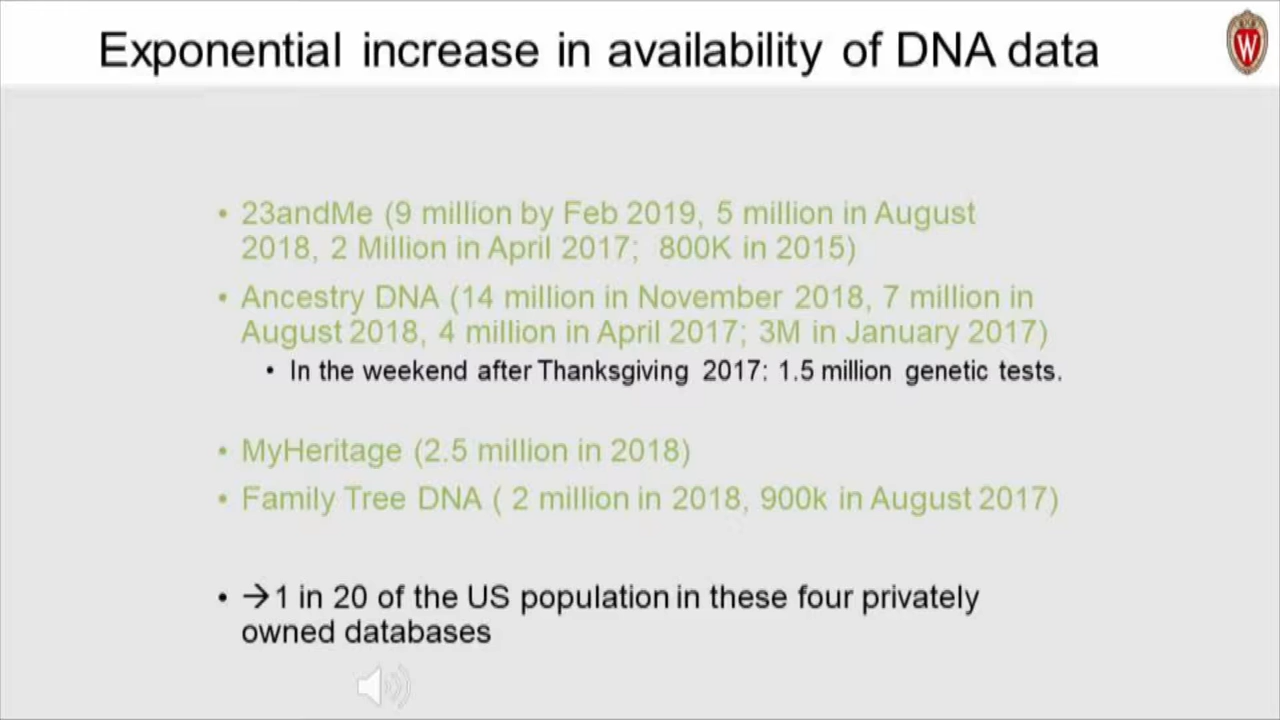 Exponential increase in availability of DNA data
W
• 23andMe (9 million by Feb 2019, 5 million in August
2018, 2 Million in April 2017; 800K in 2015)
• Ancestry DNA (14 million in November 2018, 7 million in
August 2018, 4 million in April 2017; 3M in January 2017)
• In the weekend after Thanksgiving 2017: 1.5 million genetic tests.
• MyHeritage (2.5 million in 2018)
• Family Tree DNA ( 2 million in 2018, 900k in August 2017)
• →1 in 20 of the US population in these four privately
owned databases